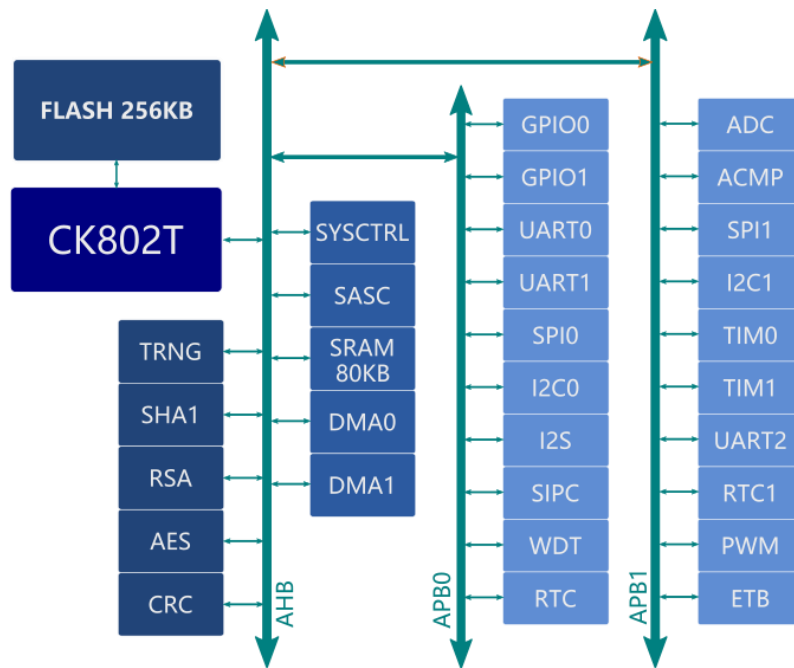 FLASH 256KB
CK802T
TRNG
SHA1
RSA
AES
CRC
AHB
SYSCTRL
SASC
SRAM
80KB
DMA0
DMA1
APB0
GPIO0
GPIO1
UART0
UART1
SPI0
I2C0
I2S
SIPC
WDT
RTC
APB1
ADC
ACMP
SPI1
I2C1
TIM0
TIM1
UART2
RTC1
PWM
ETB